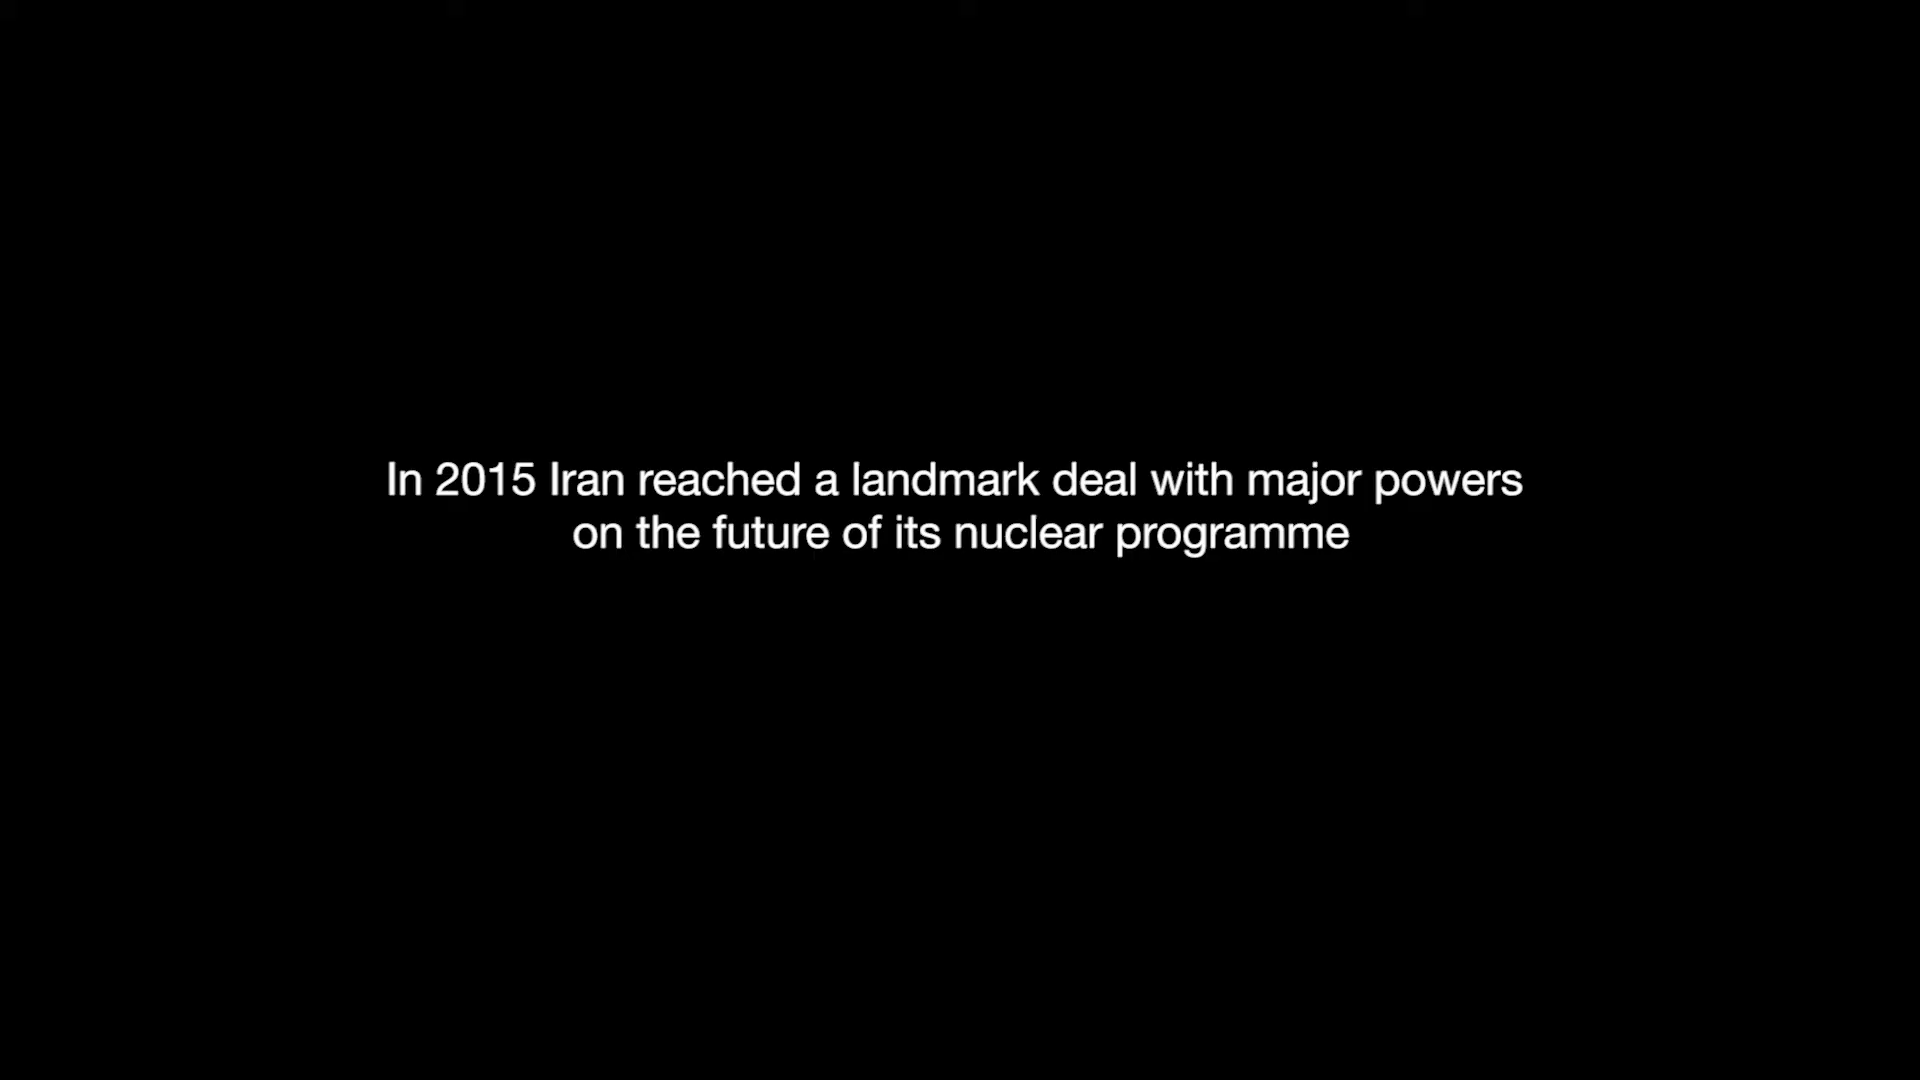 In 2015 Iran reached a landmark deal with major powers
on the future of its nuclear programme